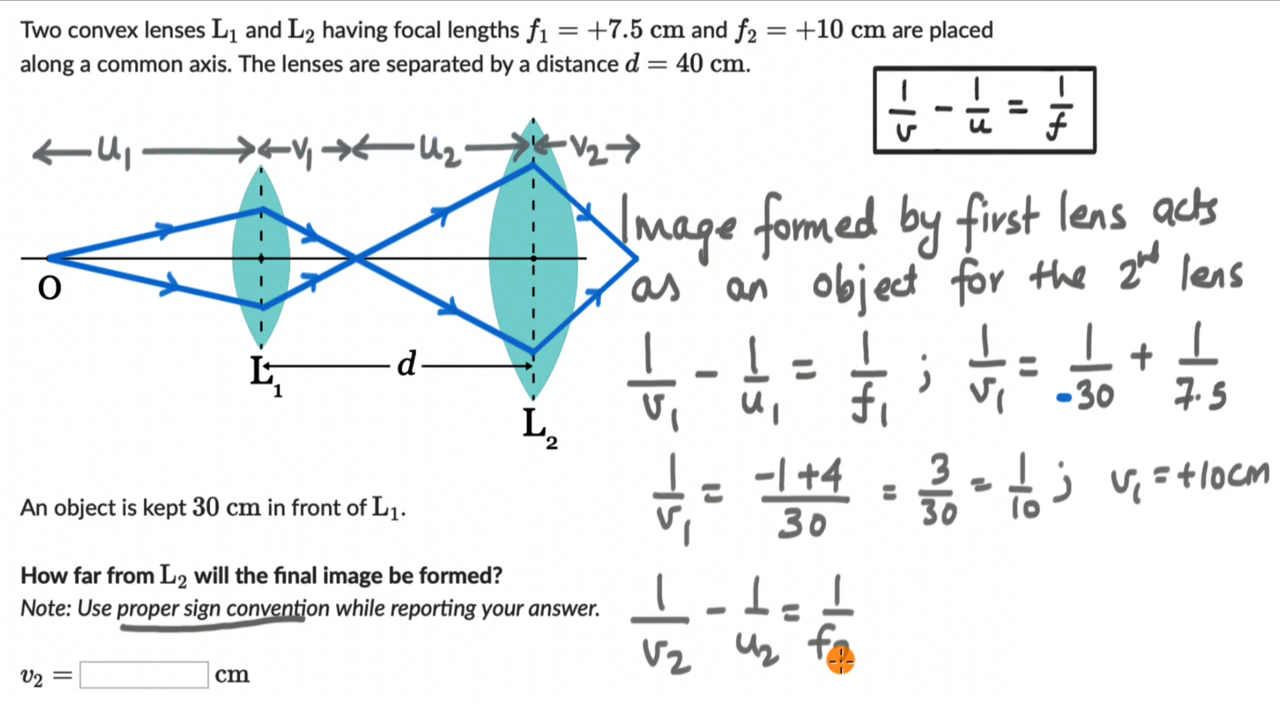 Two convex lenses L₁ and L₂ having focal lengths f₁ = +7.5 cm and f₂ = +10 cm are placed
along a common axis. The lenses are separated by a distance d = 40 cm.
1/v - 1/u = 1/f
u₁ v₁ u₂ v₂
Image formed by first lens acts
as an object for the 2nd lens
O
L₁ d
L₂
1/v₁ - 1/u₁ = 1/f₁ ; 1/v₁ = 1/-30 + 1/7.5
1/v₁ = -1+4/30 = 3/30 = 1/10 ; v₁ = +10cm
An object is kept 30 cm in front of L₁.
How far from L₂ will the final image be formed?
Note: Use proper sign convention while reporting your answer.
1/v₂ - 1/u₂ = 1/f₂
v₂ = cm